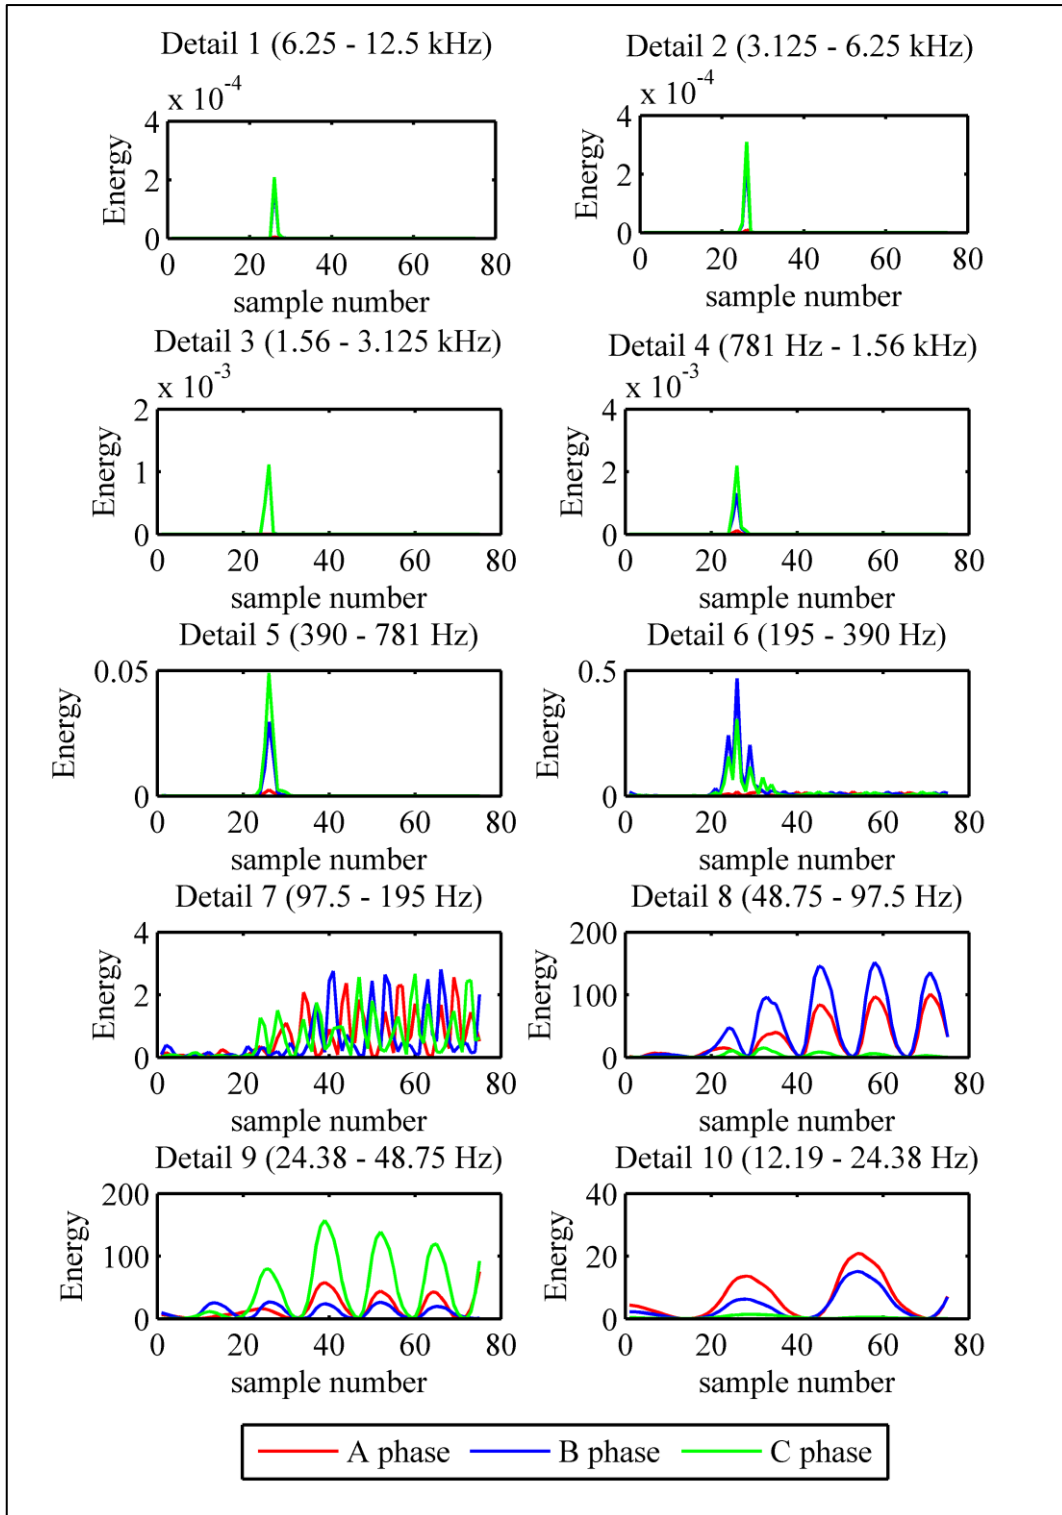 Detail 1 (6.25 - 12.5 kHz)
x 10^-4
4
2
0
Energy
0 20 40 60 80
sample number
Detail 2 (3.125 - 6.25 kHz)
x 10^-4
4
2
0
Energy
0 20 40 60 80
sample number
Detail 3 (1.56 - 3.125 kHz)
x 10^-3
2
1
0
Energy
0 20 40 60 80
sample number
Detail 4 (781 Hz - 1.56 kHz)
x 10^-3
4
2
0
Energy
0 20 40 60 80
sample number
Detail 5 (390 - 781 Hz)
0.05
0
Energy
0 20 40 60 80
sample number
Detail 6 (195 - 390 Hz)
0.5
0
Energy
0 20 40 60 80
sample number
Detail 7 (97.5 - 195 Hz)
4
2
0
Energy
0 20 40 60 80
sample number
Detail 8 (48.75 - 97.5 Hz)
200
100
0
Energy
0 20 40 60 80
sample number
Detail 9 (24.38 - 48.75 Hz)
200
100
0
Energy
0 20 40 60 80
sample number
Detail 10 (12.19 - 24.38 Hz)
40
20
0
Energy
0 20 40 60 80
sample number
A phase B phase C phase